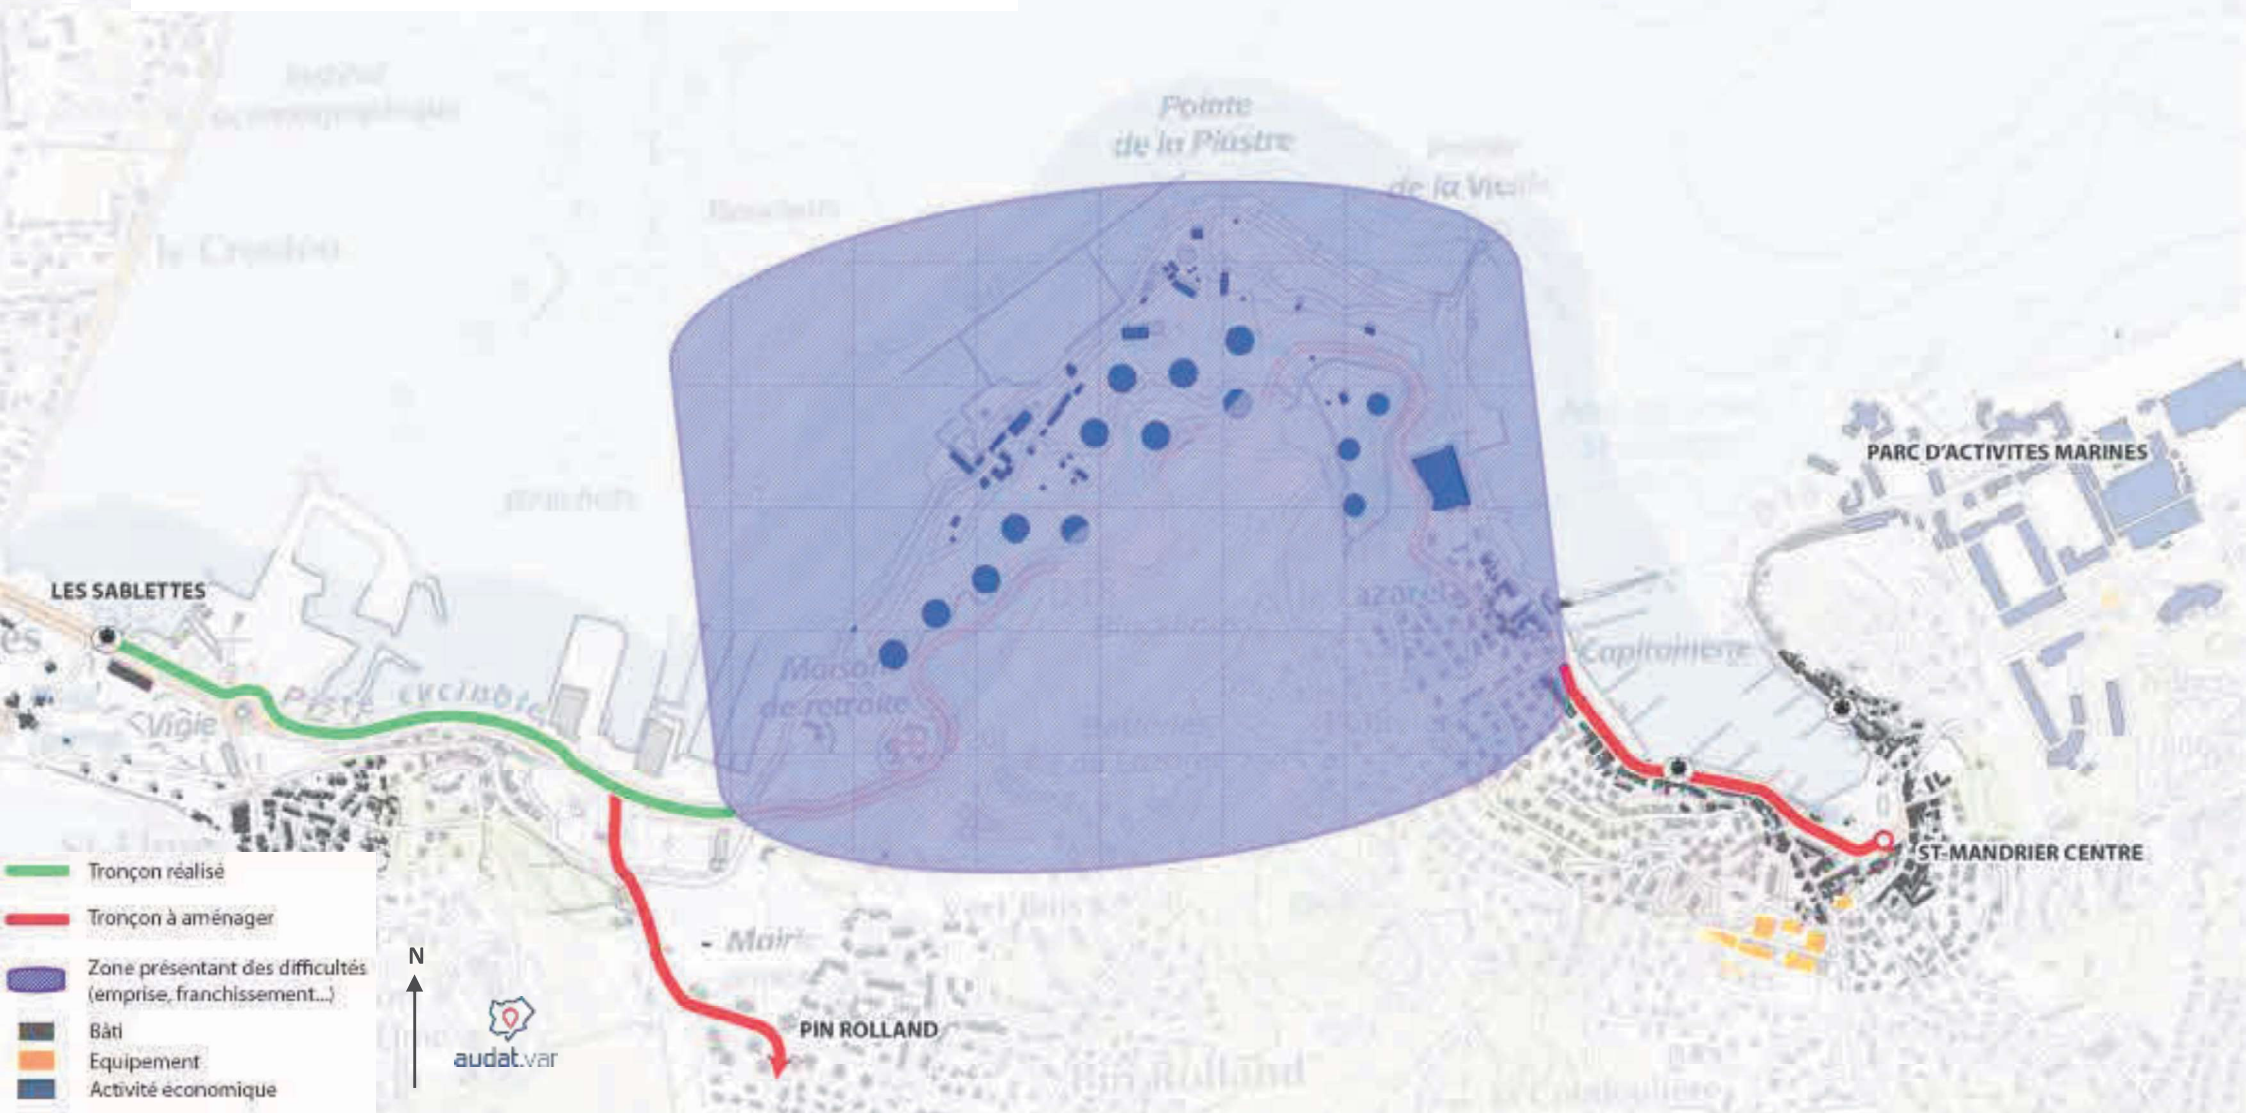 Pointe
de la Piastre
de la Vieille
le Croûton
LES SABLETTES
PARC D'ACTIVITES MARINES
Piste cyclable
Vigie
Maison
de retraite
Capitainerie
ST-MANDRIER CENTRE
Mairie
PIN ROLLAND
Pin Rolland
Tronçon réalisé
Tronçon à aménager
Zone présentant des difficultés
(emprise, franchissement...)
Bâti
Equipement
Activité économique
N
audat.var